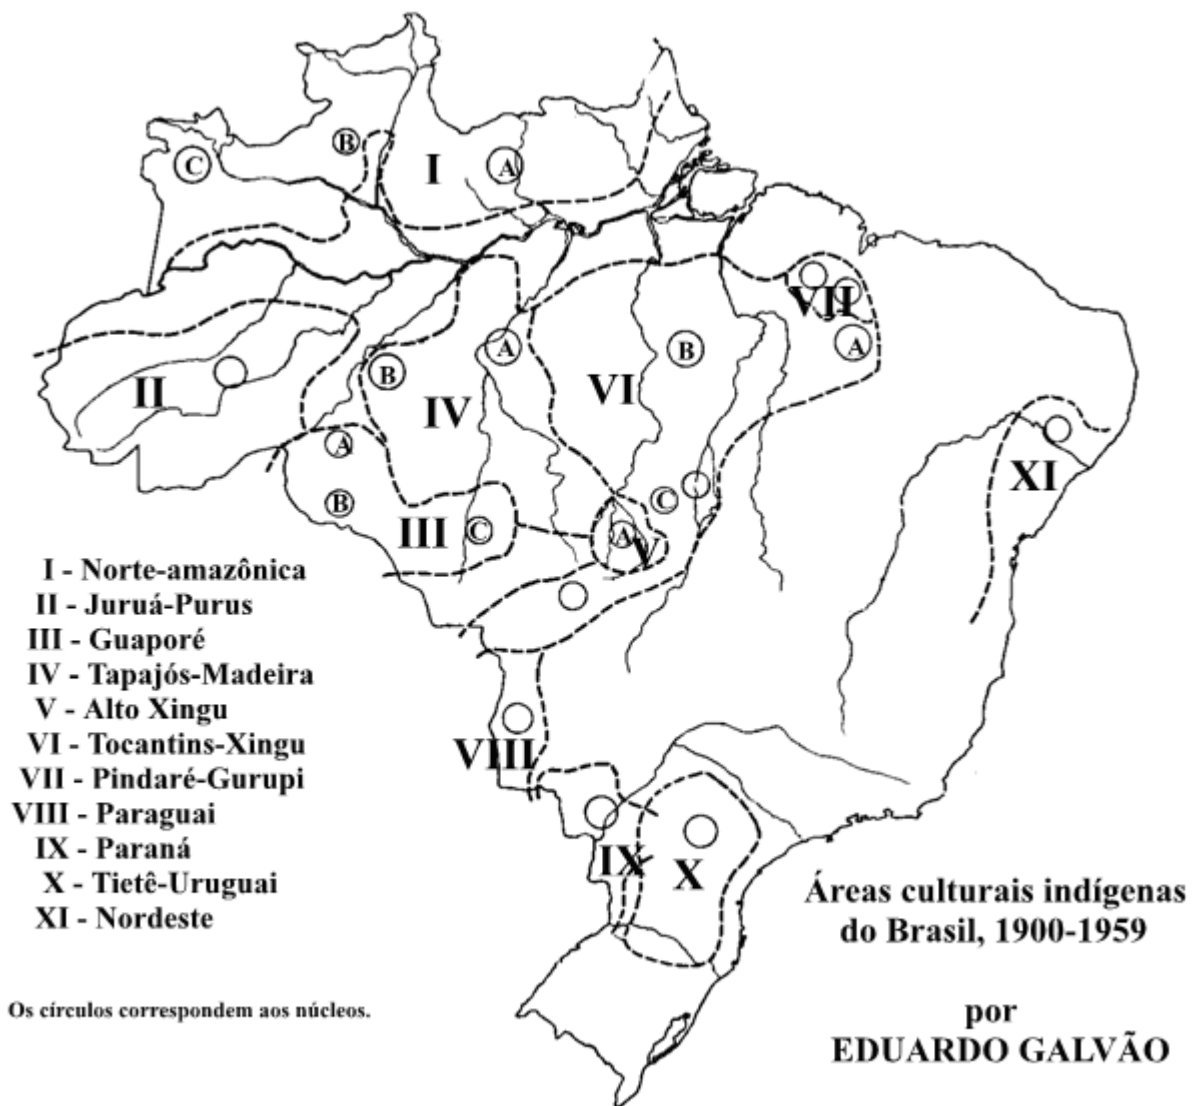 C
B
I
A
VII
A
B
A
B
IV
VI
II
A
B
III
C
C
A
V
XI
I - Norte-amazônica
II - Juruá-Purus
III - Guaporé
IV - Tapajós-Madeira
V - Alto Xingu
VI - Tocantins-Xingu
VII - Pindaré-Gurupi
VIII - Paraguai
IX - Paraná
X - Tietê-Uruguai
XI - Nordeste
VIII
IX
X
Áreas culturais indígenas
do Brasil, 1900-1959
Os círculos correspondem aos núcleos.
por
EDUARDO GALVÃO